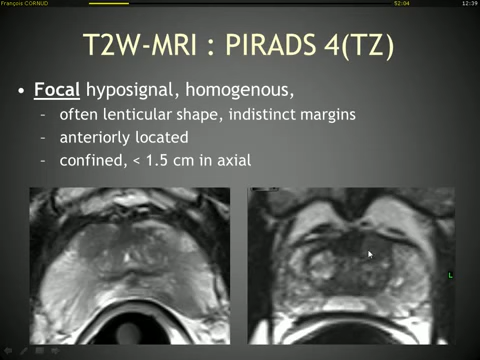 François CORNUD 52:04 12:39
T2W-MRI : PIRADS 4(TZ)
• Focal hyposignal, homogenous,
- often lenticular shape, indistinct margins
- anteriorly located
- confined, < 1.5 cm in axial
L